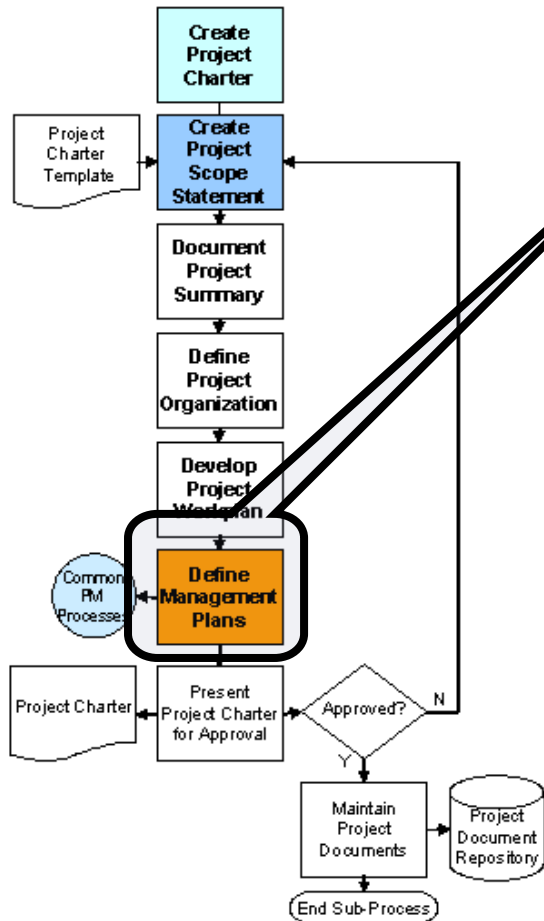 Create
Project
Charter
Project
Charter
Template
Create
Project
Scope
Statement
Document
Project
Summary
Define
Project
Organization
Develop
Project
Workplan
Common
PM
Processes
Define
Management
Plans
Project Charter
Present
Project Charter
for Approval
Approved?
N
Y
Maintain
Project
Documents
Project
Document
Repository
End Sub-Process